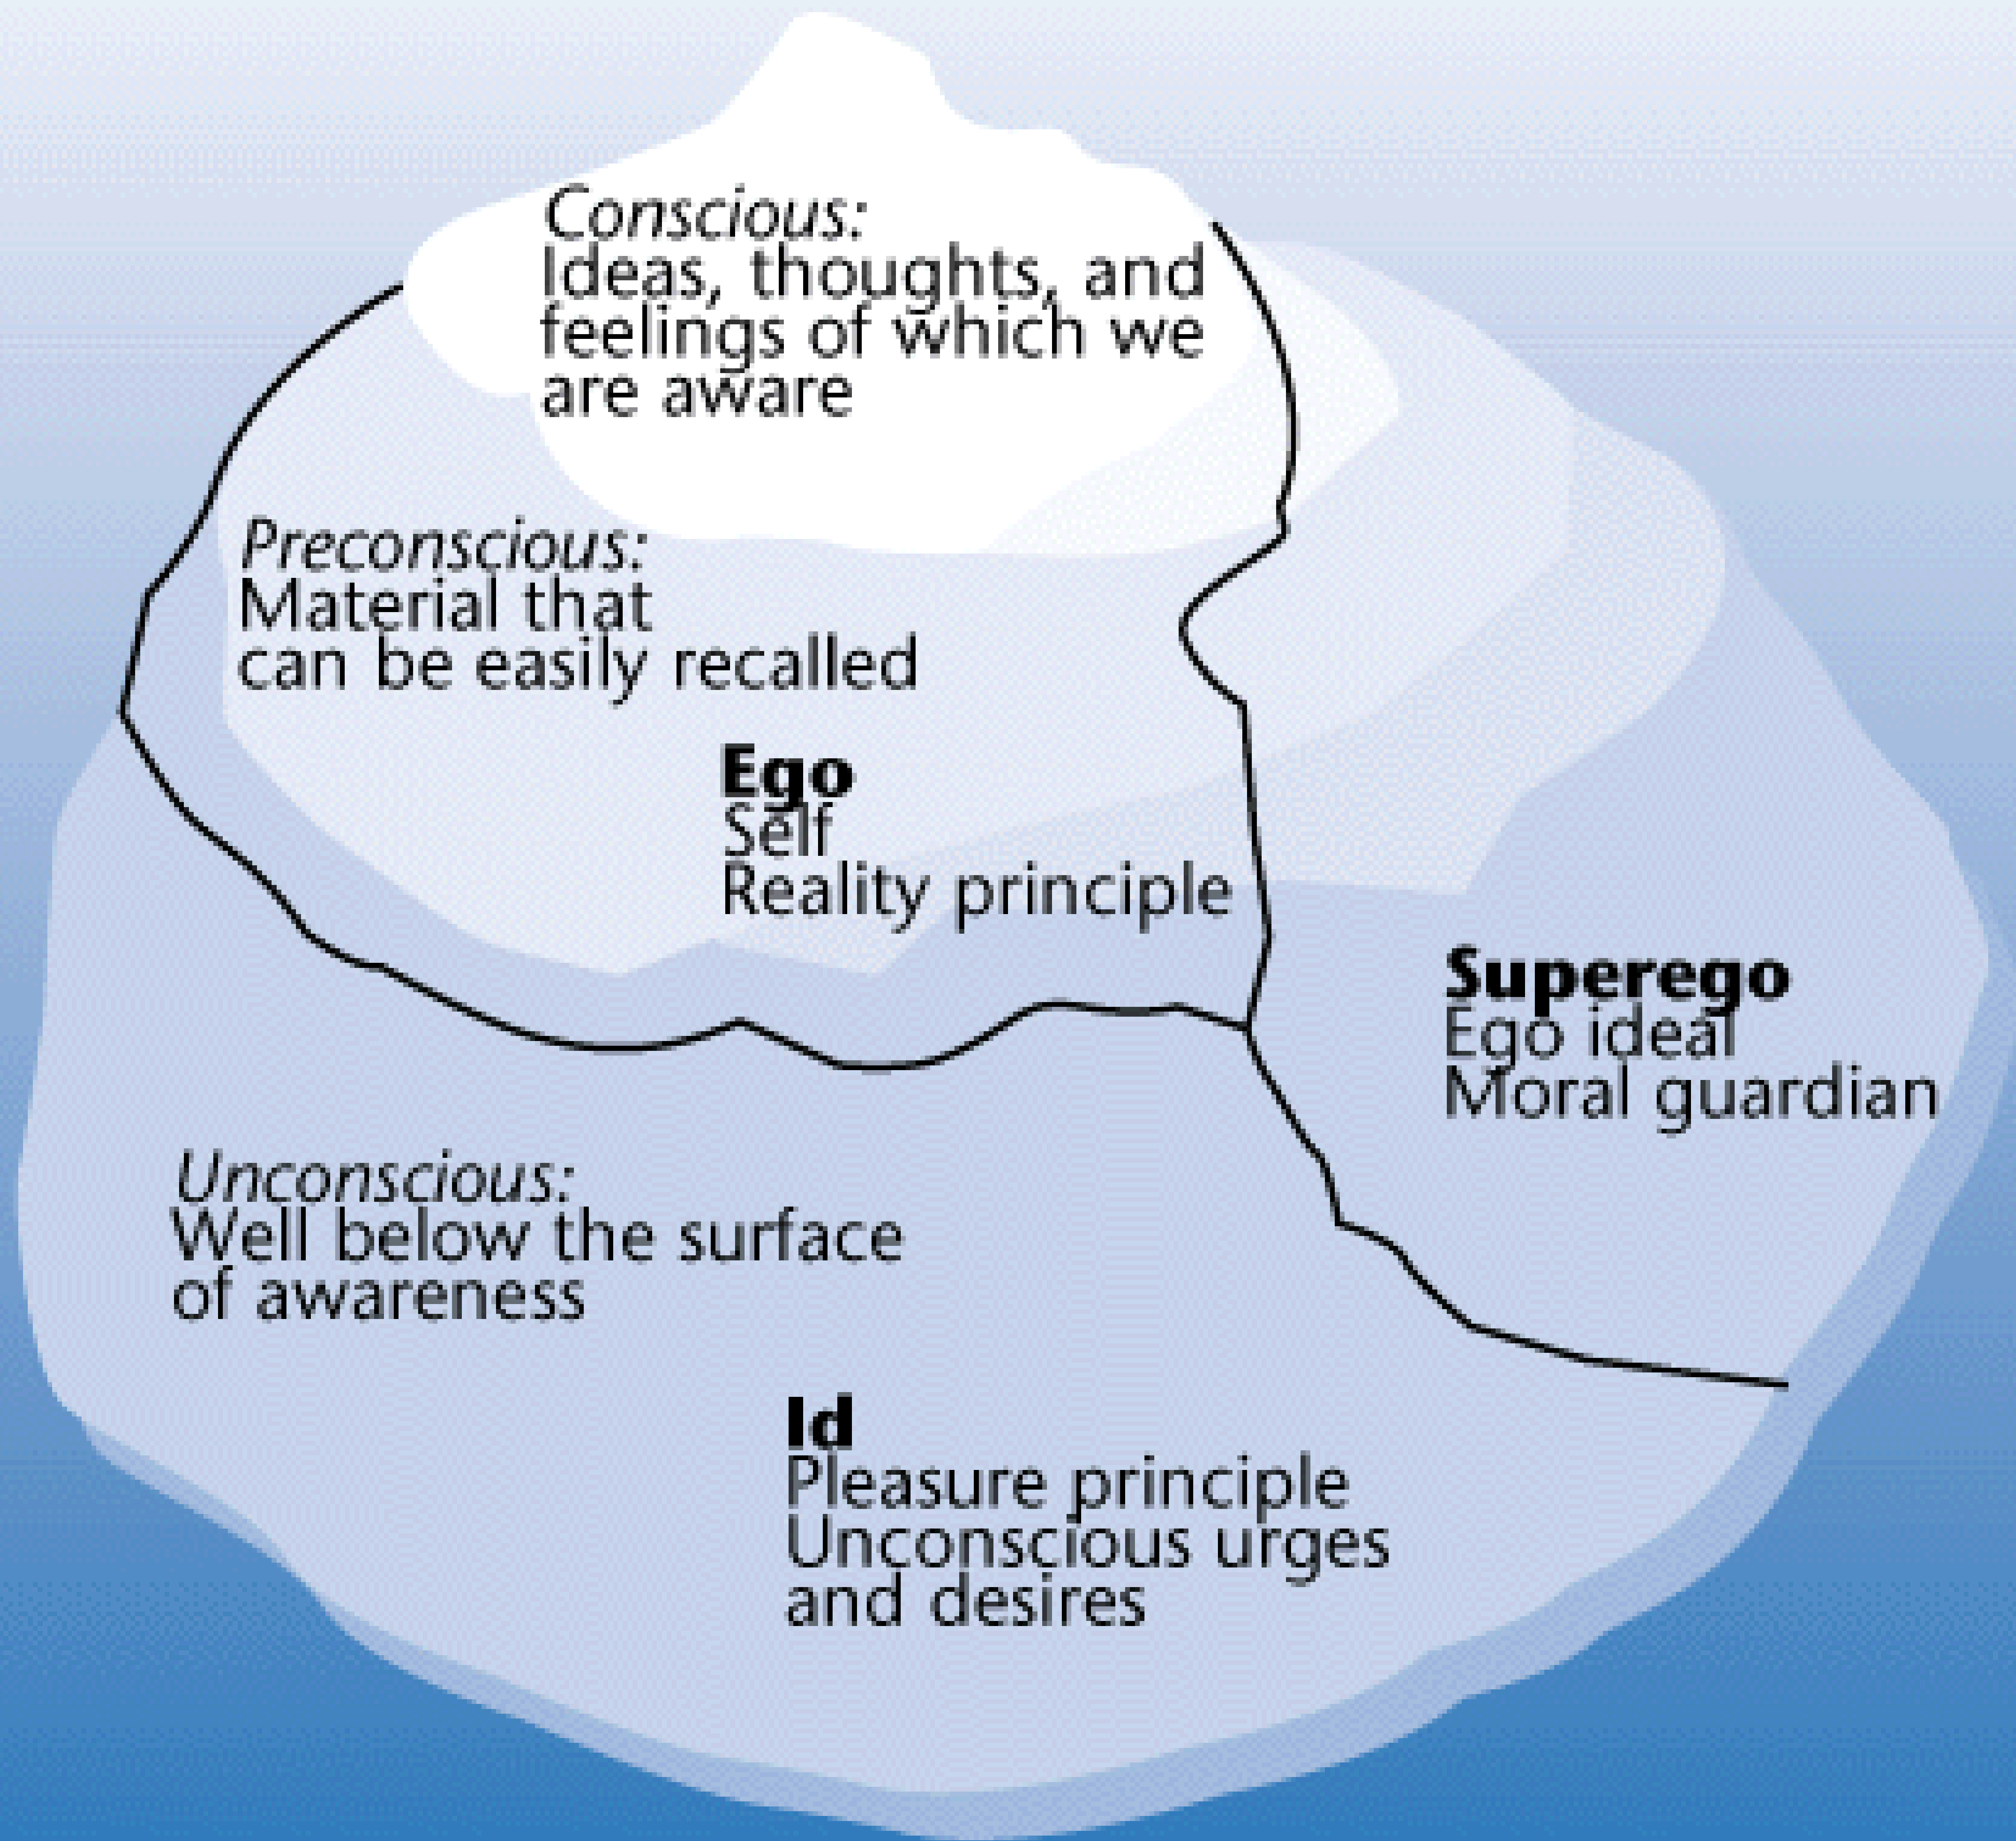 Conscious:
Ideas, thoughts, and
feelings of which we
are aware
Preconscious:
Material that
can be easily recalled
Ego
Self
Reality principle
Superego
Ego ideal
Moral guardian
Unconscious:
Well below the surface
of awareness
Id
Pleasure principle
Unconscious urges
and desires